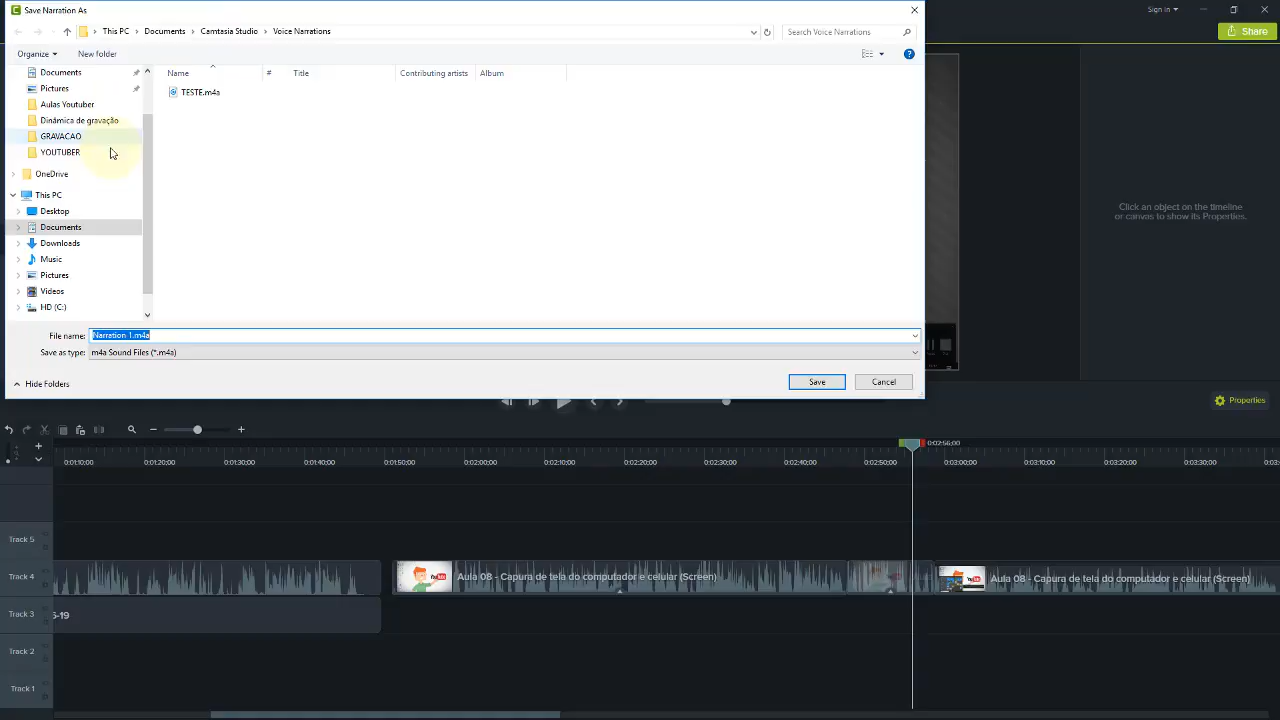 Save Narration As
Sign in
This PC
Documents
Camtasia Studio
Voice Narrations
Search Voice Narrations
Share
Organize
New folder
Documents
Pictures
Aulas Youtuber
Dinâmica de gravação
GRAVACAO
YOUTUBER
OneDrive
This PC
Desktop
Documents
Downloads
Music
Pictures
Videos
HD (C:)
Name
#
Title
Contributing artists
Album
TESTE.m4a
Click an object on the timeline
or canvas to show its Properties.
File name: Narration 1.m4a
Save as type: m4a Sound Files (*.m4a)
Hide Folders
Save
Cancel
Properties
0:02:56;00
0:01:10;00 0:01:20;00 0:01:30;00 0:01:40;00 0:01:50;00 0:02:00;00 0:02:10;00 0:02:20;00 0:02:30;00 0:02:40;00 0:02:50;00 0:03:00;00 0:03:10;00 0:03:20;00 0:03:30;00
Track 5
Track 4
Aula 08 - Capura de tela do computador e celular (Screen)
Aula 08 - Capura de tela do computador e celular (Screen)
Track 3
-19
Track 2
Track 1